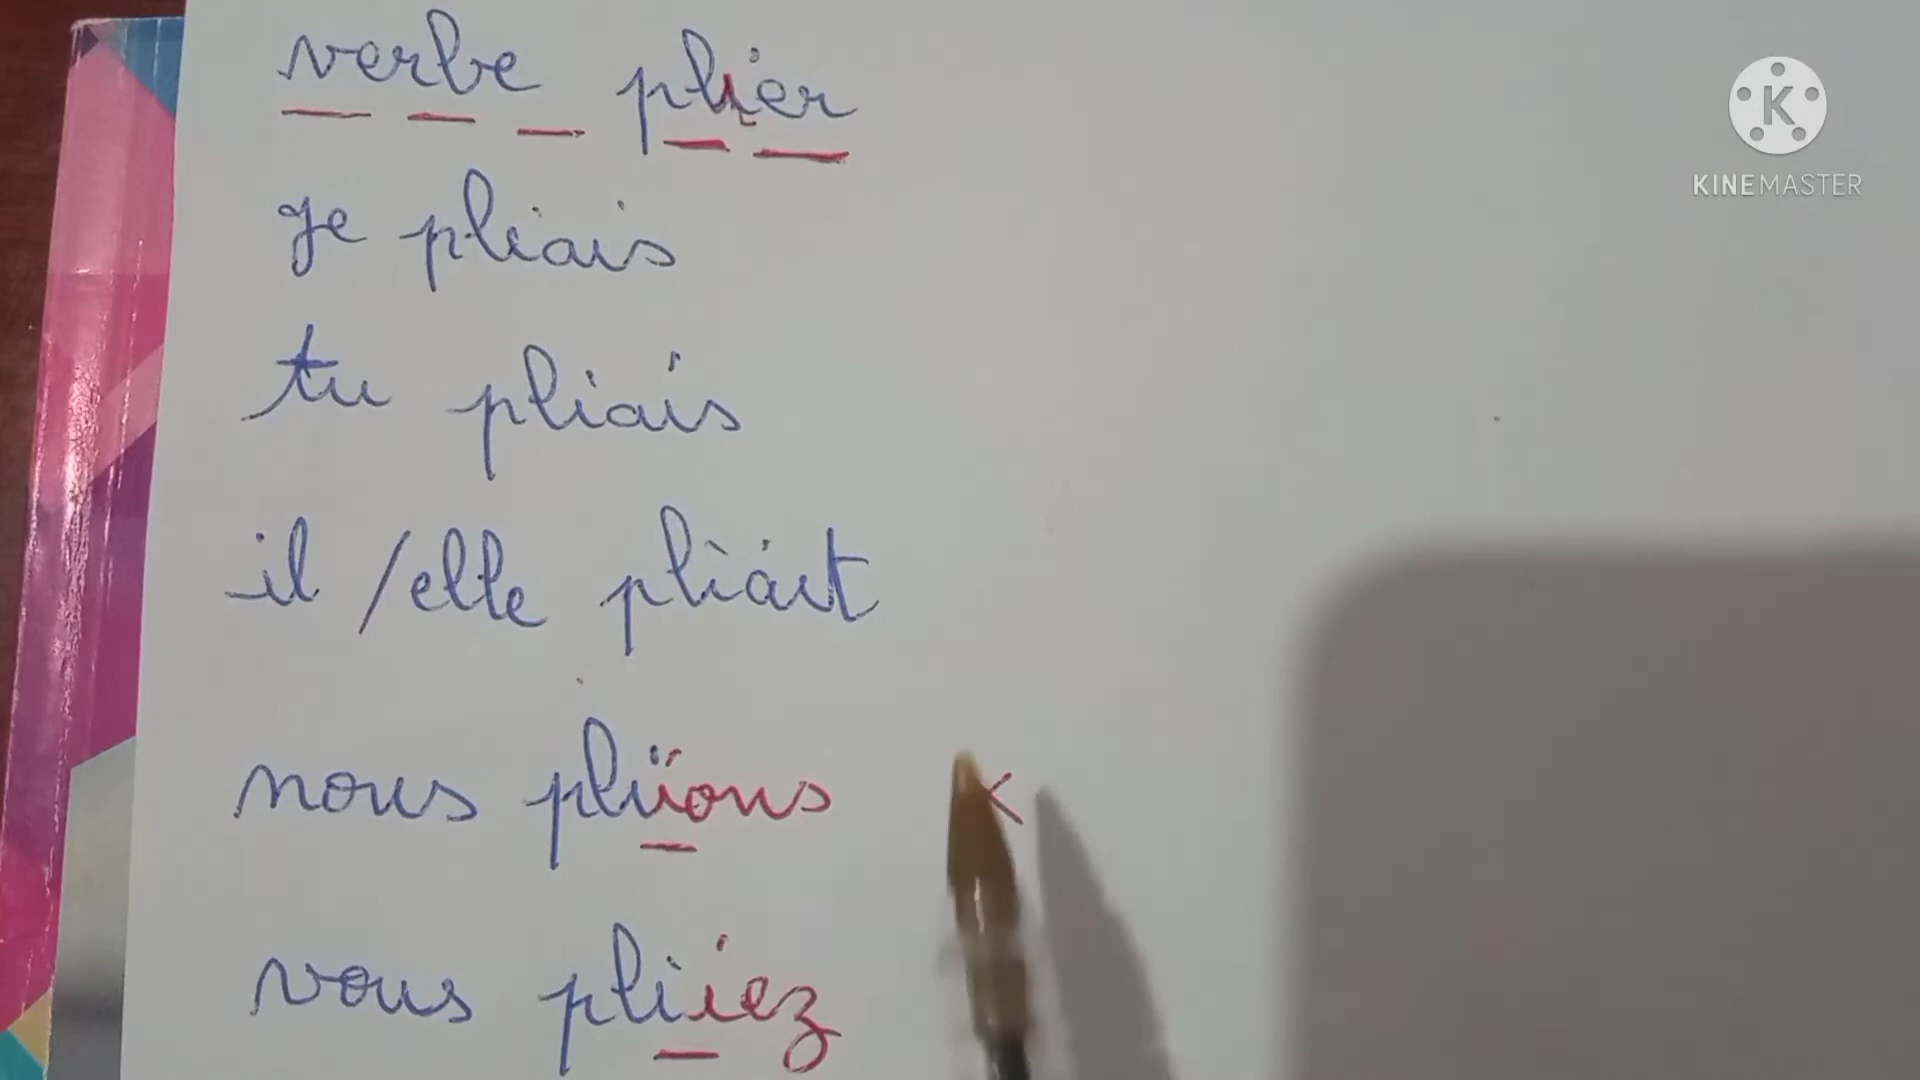 verbe plier
je pliais
tu pliais
il /elle pliait
nous pliions
vous pliiez
K
KINEMASTER